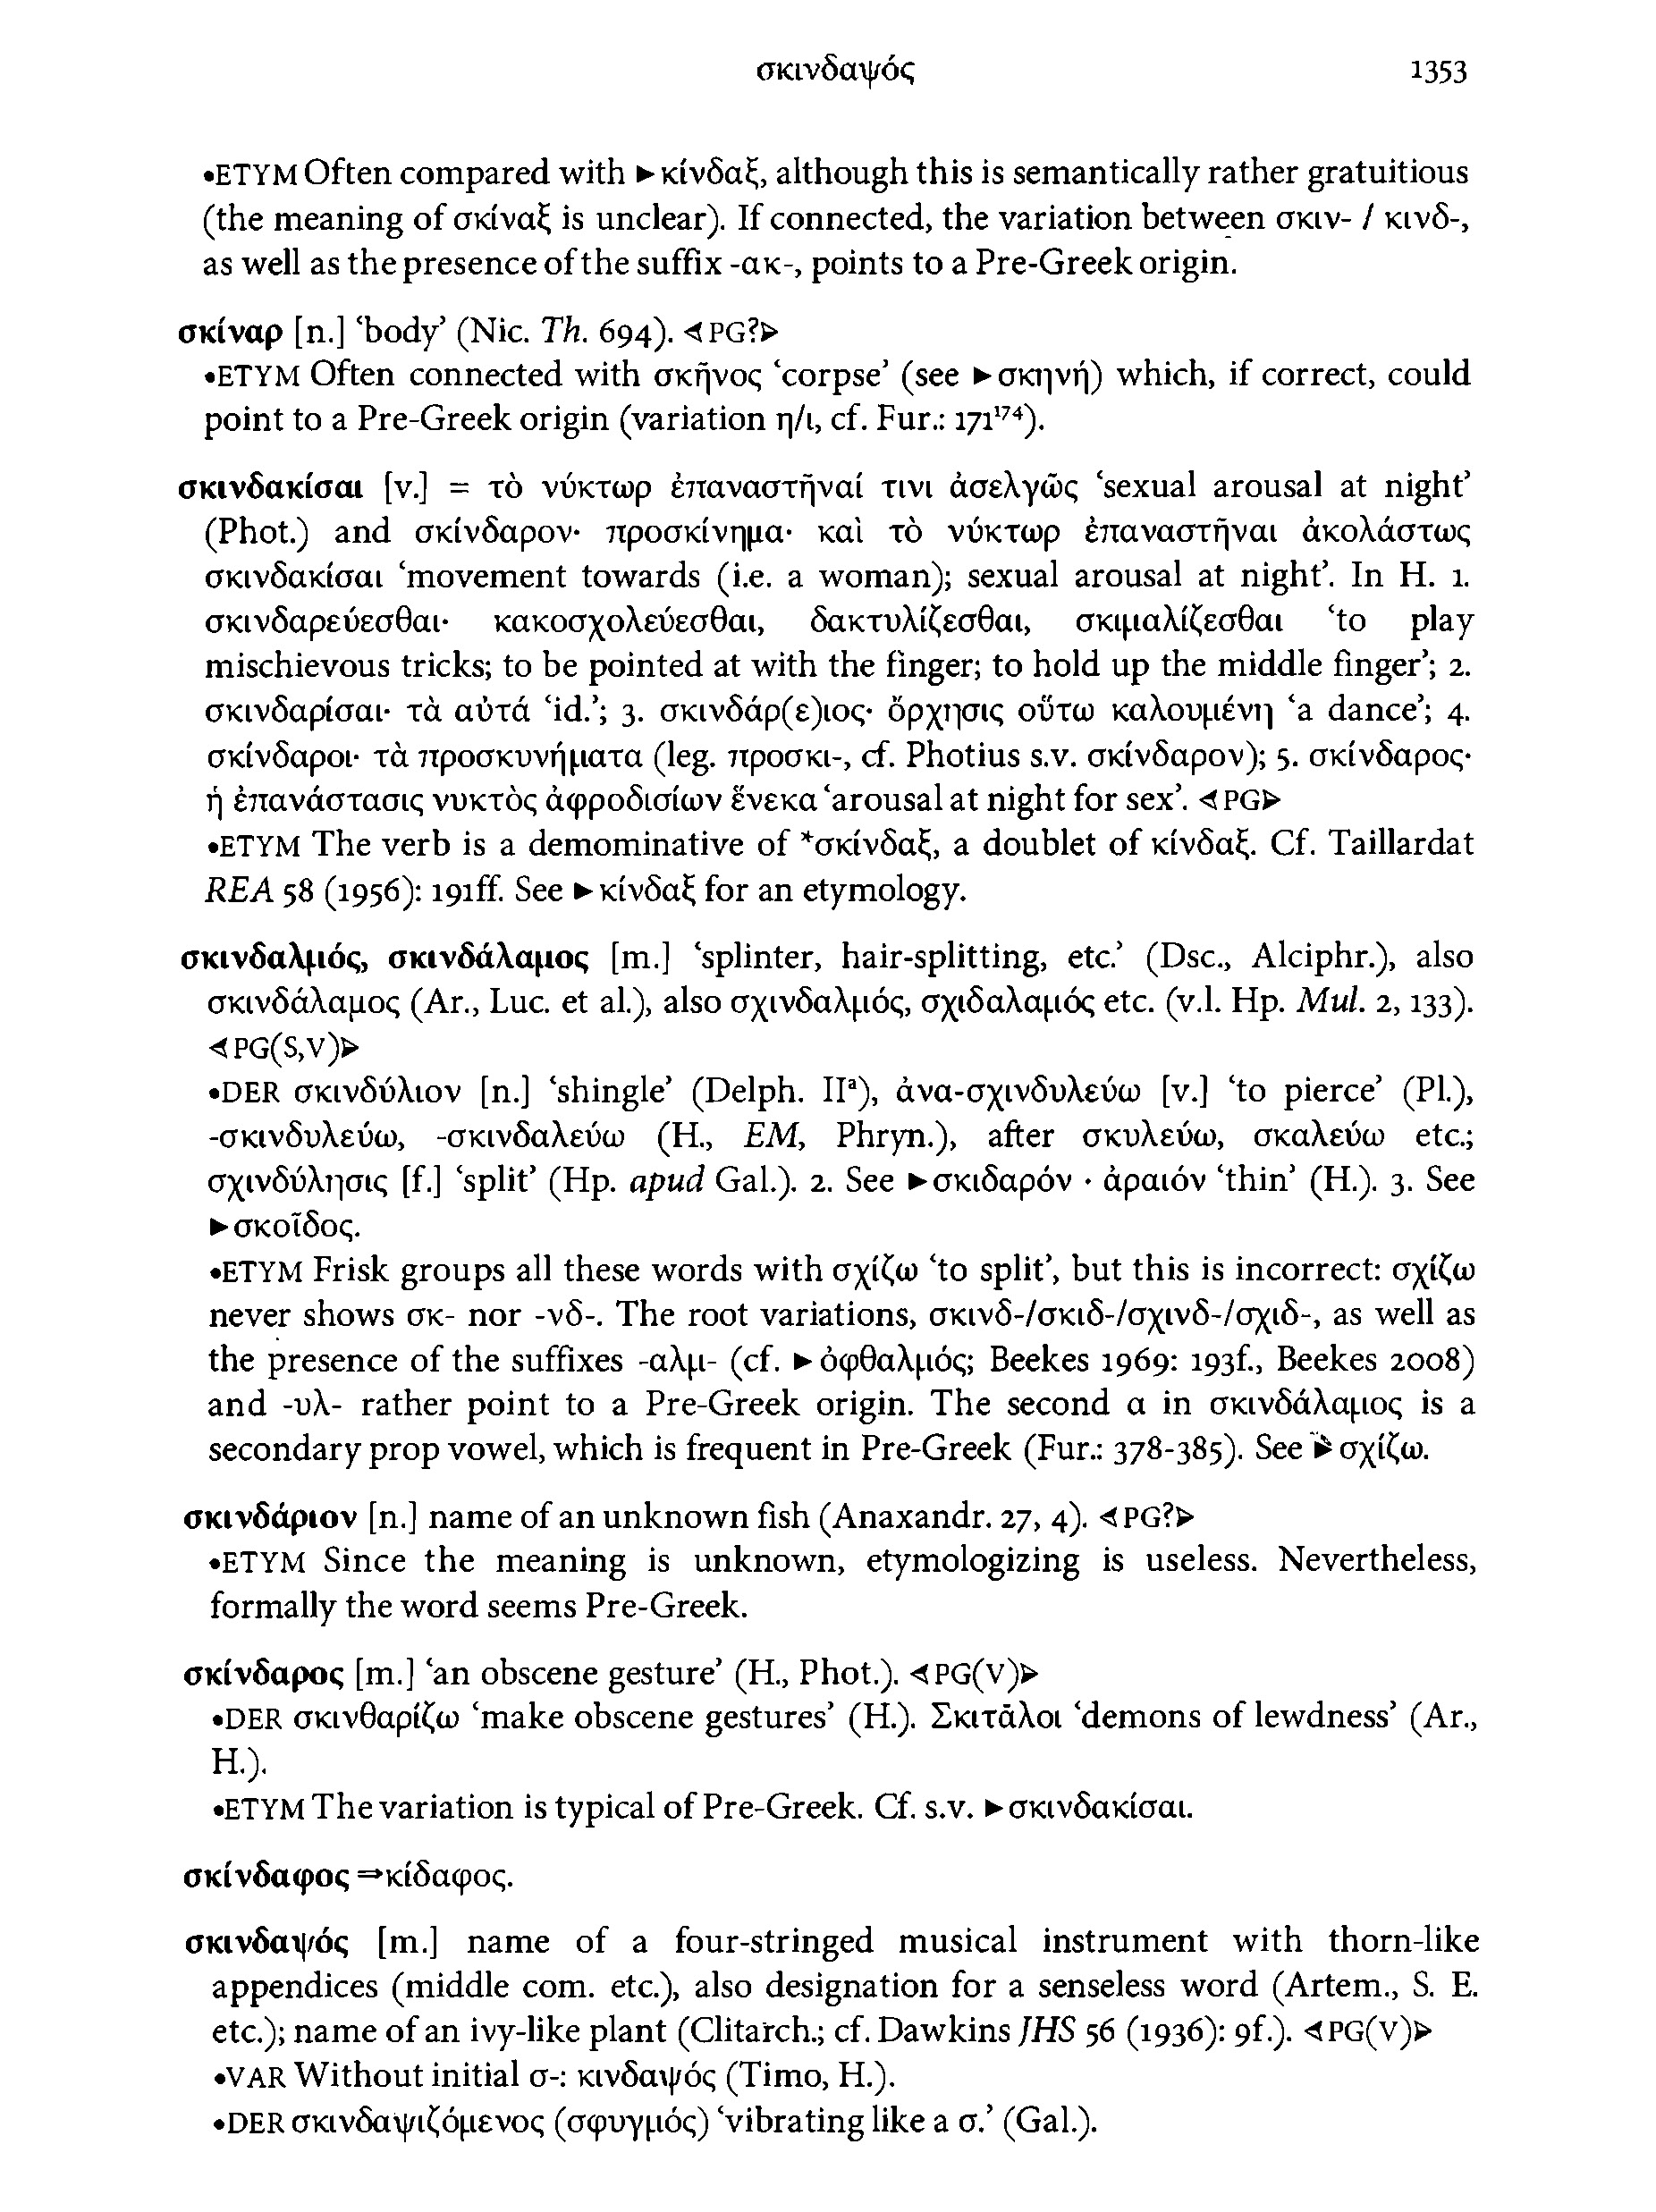 σκινδαψός 1353
•ETYM Often compared with ►κίνδαξ, although this is semantically rather gratuitious
(the meaning of σκίναξ is unclear). If connected, the variation between σκιν- / κινδ-,
as well as the presence of the suffix -ακ-, points to a Pre-Greek origin.
σκίναρ [n.] ‘body’ (Nic. Th. 694). ⊲PG?⊳
•ETYM Often connected with σκῆνος ‘corpse’ (see ►σκηνή) which, if correct, could
point to a Pre-Greek origin (variation η/ι, cf. Fur.: 171¹⁷⁴).
σκινδακίσαι [v.] = τὸ νύκτωρ ἐπαναστῆναί τινι ἀσελγῶς ‘sexual arousal at night’
(Phot.) and σκίνδαρον· προσκίνημα· καὶ τὸ νύκτωρ ἐπαναστῆναι ἀκολάστως
σκινδακίσαι ‘movement towards (i.e. a woman); sexual arousal at night’. In H. 1.
σκινδαρεύεσθαι· κακοσχολεύεσθαι, δακτυλίζεσθαι, σκιμαλίζεσθαι ‘to play
mischievous tricks; to be pointed at with the finger; to hold up the middle finger’; 2.
σκινδαρίσαι· τὰ αὐτά ‘id.’; 3. σκινδάρ(ε)ιος· ὄρχησις οὕτω καλουμένη ‘a dance’; 4.
σκίνδαροι· τὰ προσκυνήματα (leg. προσκι-, cf. Photius s.v. σκίνδαρον); 5. σκίνδαρος·
ἡ ἐπανάστασις νυκτὸς ἀφροδισίων ἕνεκα ‘arousal at night for sex’. ⊲PG⊳
•ETYM The verb is a demominative of *σκίνδαξ, a doublet of κίνδαξ. Cf. Taillardat
REA 58 (1956): 191ff. See ►κίνδαξ for an etymology.
σκινδαλμός, σκινδάλαμος [m.] ‘splinter, hair-splitting, etc.’ (Dsc., Alciphr.), also
σκινδάλαμος (Ar., Luc. et al.), also σχινδαλμός, σχιδαλαμός etc. (v.l. Hp. Mul. 2, 133).
⊲PG(S,V)⊳
•DER σκινδύλιον [n.] ‘shingle’ (Delph. IIᵃ), ἀνα-σχινδυλεύω [v.] ‘to pierce’ (Pl.),
-σκινδυλεύω, -σκινδαλεύω (H., EM, Phryn.), after σκυλεύω, σκαλεύω etc.;
σχινδύλησις [f.] ‘split’ (Hp. apud Gal.). 2. See ►σκιδαρόν · ἀραιόν ‘thin’ (H.). 3. See
►σκοῖδος.
•ETYM Frisk groups all these words with σχίζω ‘to split’, but this is incorrect: σχίζω
never shows σκ- nor -νδ-. The root variations, σκινδ-/σκιδ-/σχινδ-/σχιδ-, as well as
the presence of the suffixes -αλμ- (cf. ►ὀφθαλμός; Beekes 1969: 193f., Beekes 2008)
and -υλ- rather point to a Pre-Greek origin. The second α in σκινδάλαμος is a
secondary prop vowel, which is frequent in Pre-Greek (Fur.: 378-385). See ►σχίζω.
σκινδάριον [n.] name of an unknown fish (Anaxandr. 27, 4). ⊲PG?⊳
•ETYM Since the meaning is unknown, etymologizing is useless. Nevertheless,
formally the word seems Pre-Greek.
σκίνδαρος [m.] ‘an obscene gesture’ (H., Phot.). ⊲PG(V)⊳
•DER σκινθαρίζω ‘make obscene gestures’ (H.). Σκιτᾶλοι ‘demons of lewdness’ (Ar.,
H.).
•ETYM The variation is typical of Pre-Greek. Cf. s.v. ►σκινδακίσαι.
σκίνδαφος ⇒κίδαφος.
σκινδαψός [m.] name of a four-stringed musical instrument with thorn-like
appendices (middle com. etc.), also designation for a senseless word (Artem., S. E.
etc.); name of an ivy-like plant (Clitarch.; cf. Dawkins JHS 56 (1936): 9f.). ⊲PG(V)⊳
•VAR Without initial σ-: κινδαψός (Timo, H.).
•DER σκινδαψιζόμενος (σφυγμός) ‘vibrating like a σ.’ (Gal.).